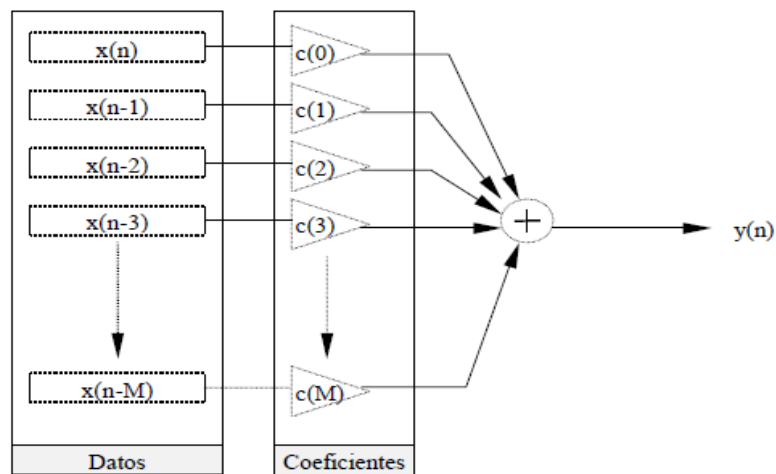 x(n) c(0)
x(n-1) c(1)
x(n-2) c(2)
x(n-3) c(3)
+ y(n)
x(n-M) c(M)
Datos Coeficientes